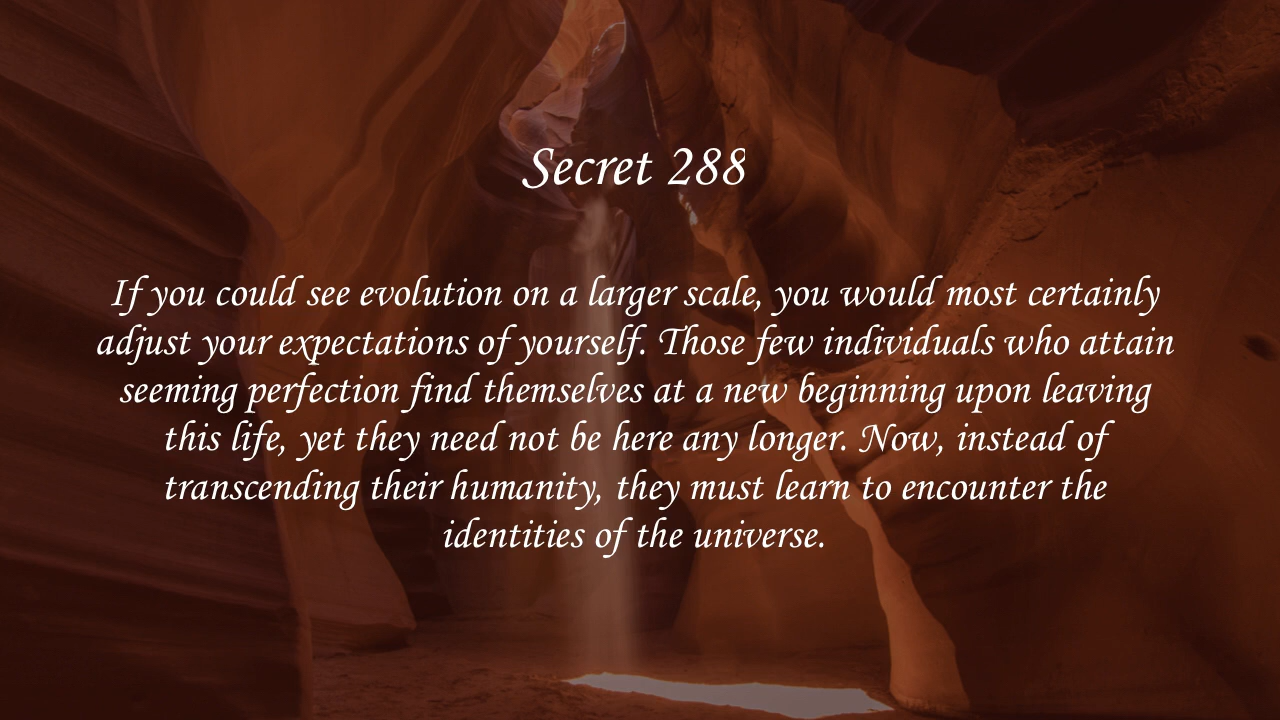 Secret 288
If you could see evolution on a larger scale, you would most certainly
adjust your expectations of yourself. Those few individuals who attain
seeming perfection find themselves at a new beginning upon leaving
this life, yet they need not be here any longer. Now, instead of
transcending their humanity, they must learn to encounter the
identities of the universe.